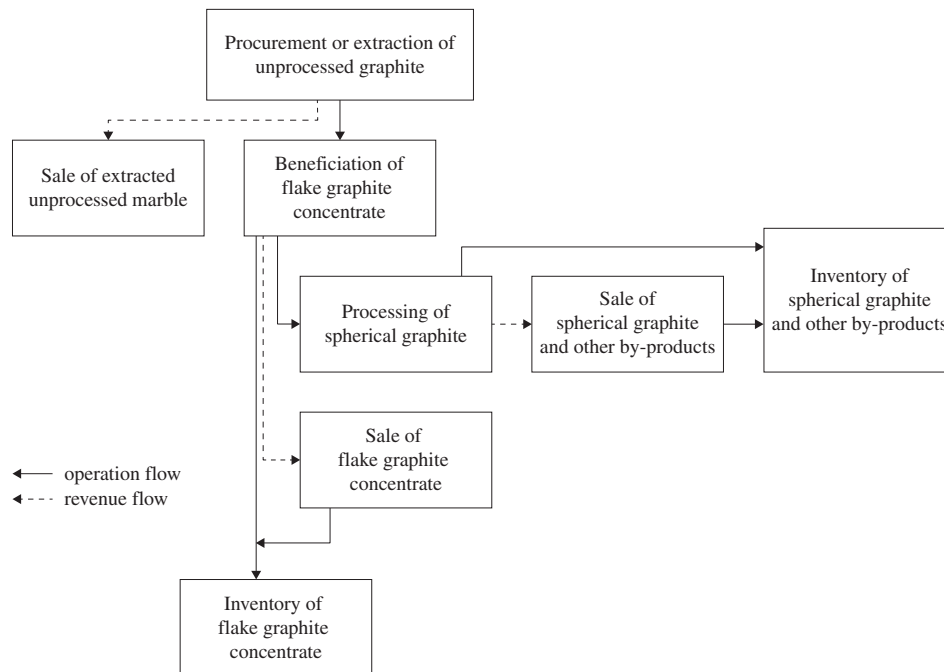 Procurement or extraction of
unprocessed graphite
Sale of extracted
unprocessed marble
Beneficiation of
flake graphite
concentrate
Processing of
spherical graphite
Sale of
spherical graphite
and other by-products
Inventory of
spherical graphite
and other by-products
Sale of
flake graphite
concentrate
operation flow
revenue flow
Inventory of
flake graphite
concentrate